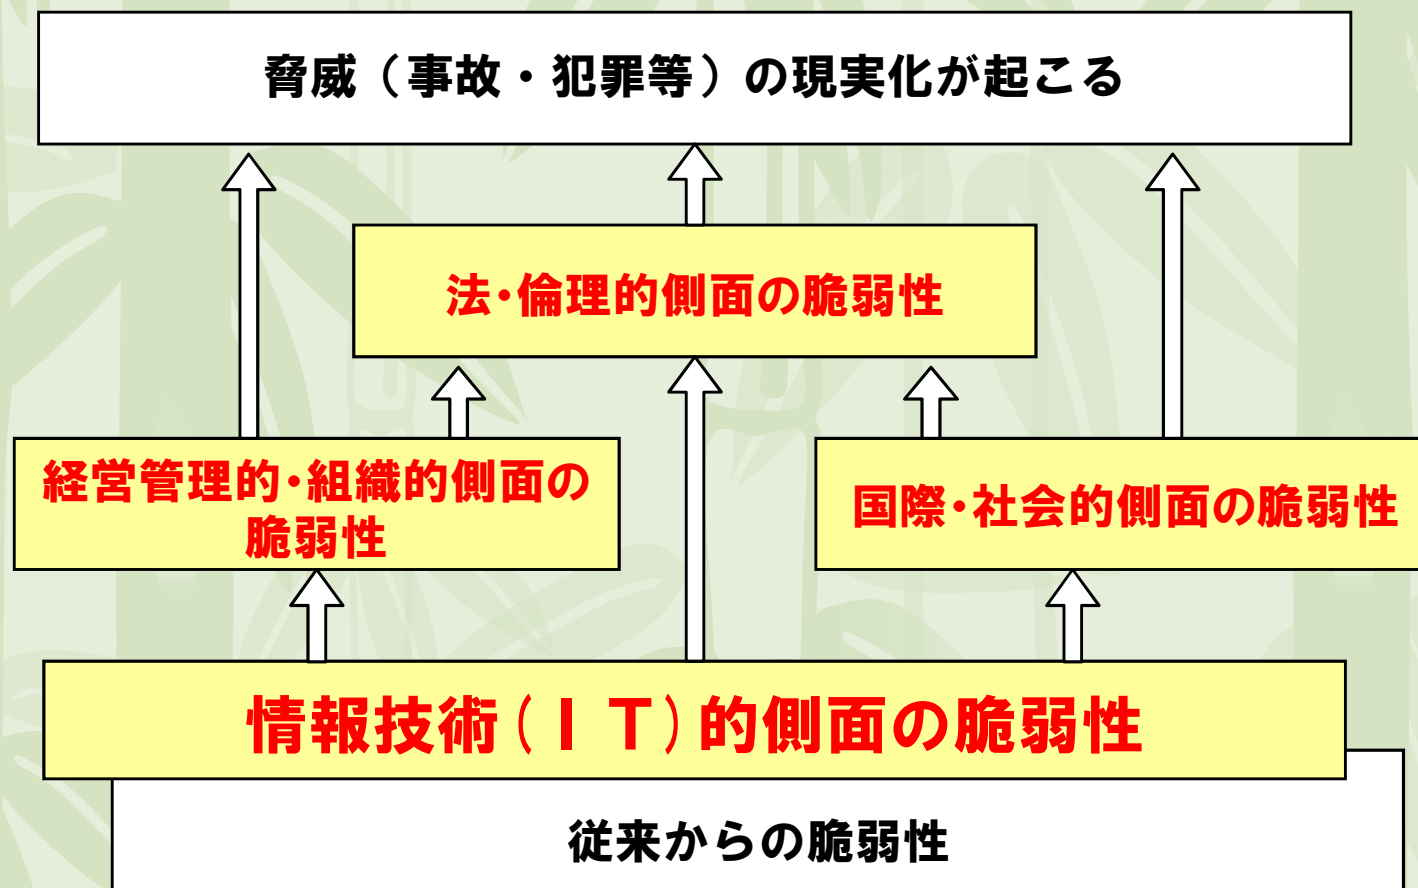 脅威（事故・犯罪等）の現実化が起こる
法・倫理的側面の脆弱性
経営管理的・組織的側面の
脆弱性
国際・社会的側面の脆弱性
情報技術（ＩＴ）的側面の脆弱性
従来からの脆弱性